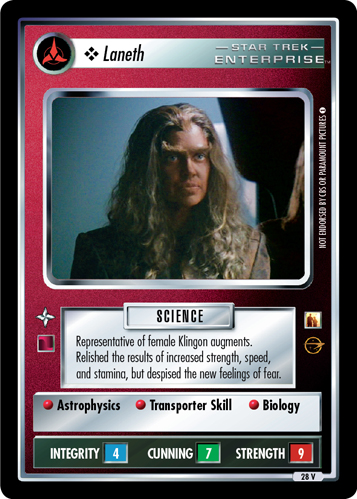 ❖ Laneth
STAR TREK
ENTERPRISE™
NOT ENDORSED BY CBS OR PARAMOUNT PICTURES
SCIENCE
Representative of female Klingon augments.
Relished the results of increased strength, speed,
and stamina, but despised the new feelings of fear.
Astrophysics Transporter Skill Biology
INTEGRITY 4 CUNNING 7 STRENGTH 9
28 V